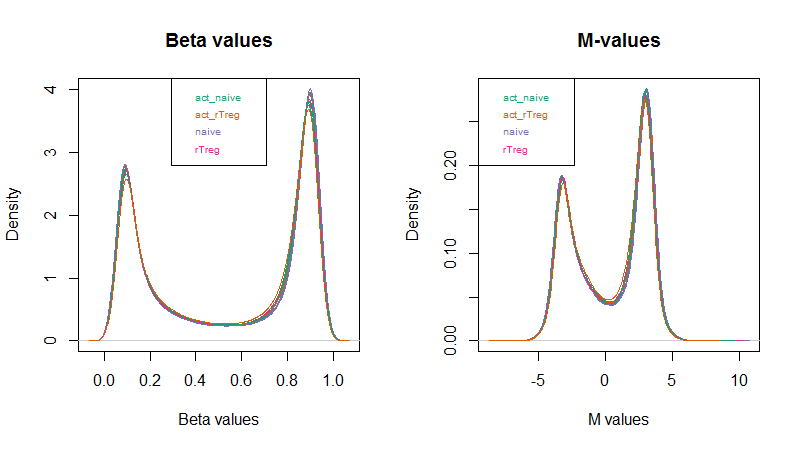 Beta values
Density
4
3
2
1
0
act_naive
act_rTreg
naive
rTreg
0.0 0.2 0.4 0.6 0.8 1.0
Beta values
M-values
Density
0.20
0.10
0.00
act_naive
act_rTreg
naive
rTreg
-5 0 5 10
M values